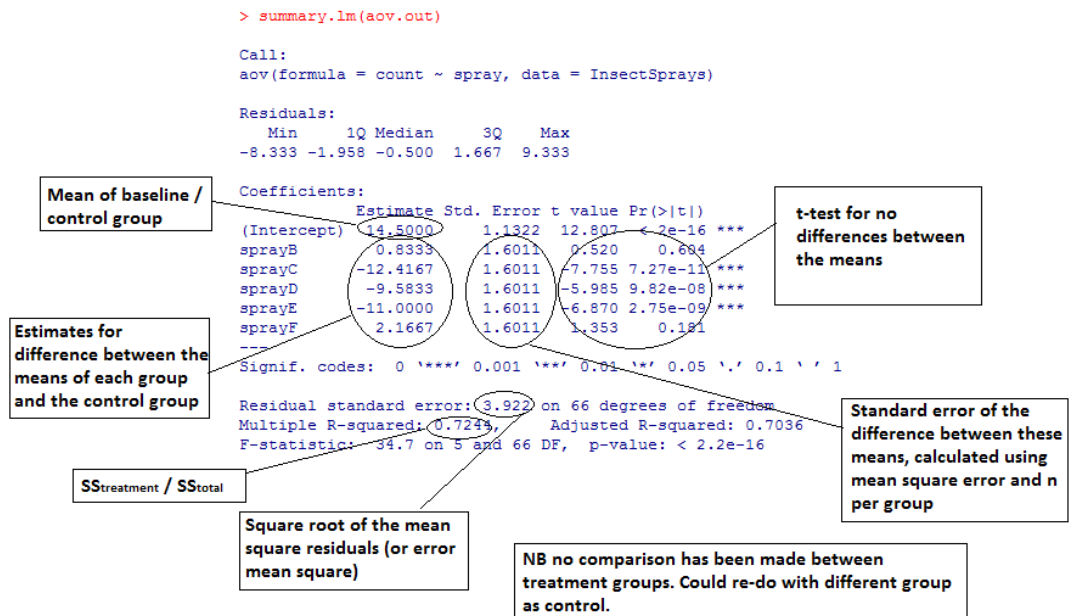 > summary.lm(aov.out)
Call:
aov(formula = count ~ spray, data = InsectSprays)
Residuals:
Min 1Q Median 3Q Max
-8.333 -1.958 -0.500 1.667 9.333
Coefficients:
Estimate Std. Error t value Pr(>|t|)
(Intercept) 14.5000 1.1322 12.807 < 2e-16 ***
sprayB 0.8333 1.6011 0.520 0.604
sprayC -12.4167 1.6011 -7.755 7.27e-11 ***
sprayD -9.5833 1.6011 -5.985 9.82e-08 ***
sprayE -11.0000 1.6011 -6.870 2.75e-09 ***
sprayF 2.1667 1.6011 1.353 0.181
---
Signif. codes: 0 '***' 0.001 '**' 0.01 '*' 0.05 '.' 0.1 ' ' 1
Residual standard error: 3.922 on 66 degrees of freedom
Multiple R-squared: 0.7244, Adjusted R-squared: 0.7036
F-statistic: 34.7 on 5 and 66 DF, p-value: < 2.2e-16
Mean of baseline /
control group
t-test for no
differences between
the means
Estimates for
difference between the
means of each group
and the control group
Standard error of the
difference between these
means, calculated using
mean square error and n
per group
SStreatment / SStotal
Square root of the mean
square residuals (or error
mean square)
NB no comparison has been made between
treatment groups. Could re-do with different group
as control.